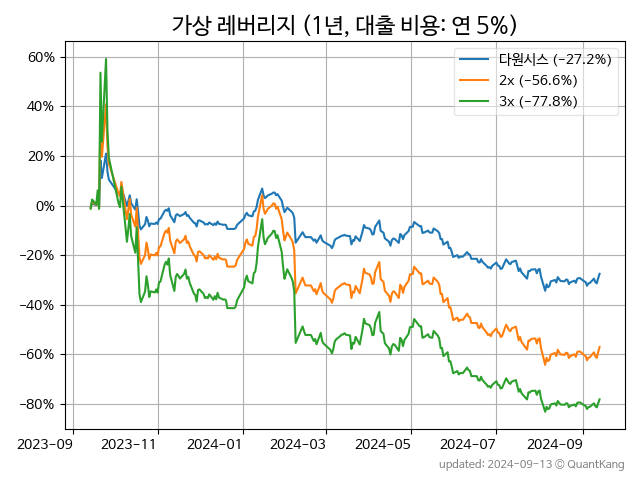 가상 레버리지 (1년, 대출 비용: 연 5%)
다원시스 (−27.2%)
2x (−56.6%)
3x (−77.8%)
60%
40%
20%
0%
−20%
−40%
−60%
−80%
2023-09 2023-11 2024-01 2024-03 2024-05 2024-07 2024-09
updated: 2024-09-13 ⓒ QuantKang